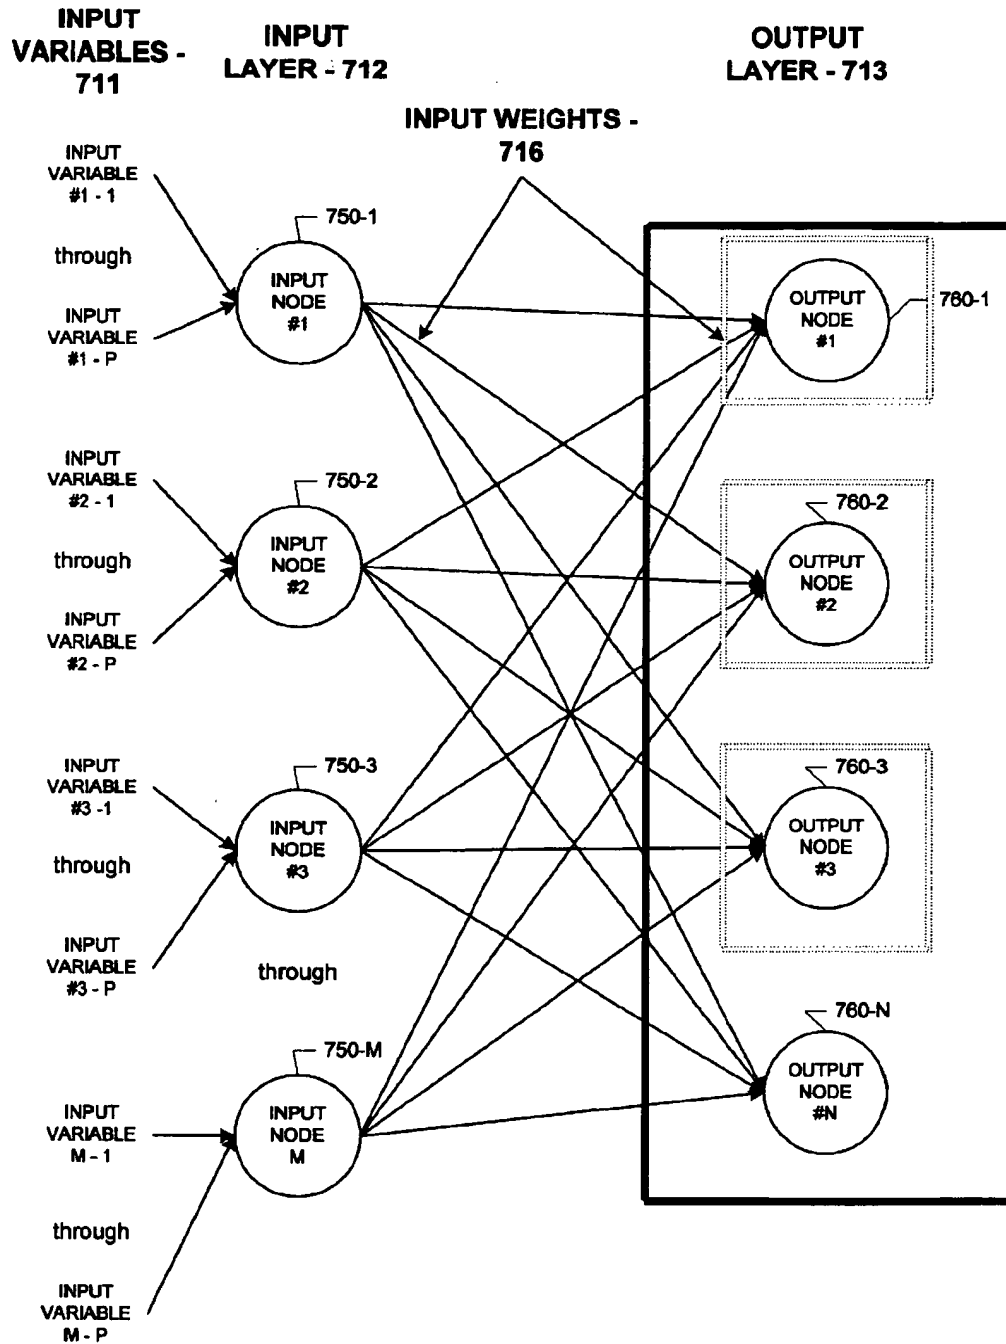 INPUT
VARIABLES -
711
INPUT
LAYER - 712
OUTPUT
LAYER - 713
INPUT WEIGHTS -
716
INPUT
VARIABLE
#1 - 1
through
INPUT
VARIABLE
#1 - P
750-1
INPUT
NODE
#1
OUTPUT
NODE
#1
760-1
INPUT
VARIABLE
#2 - 1
through
INPUT
VARIABLE
#2 - P
750-2
INPUT
NODE
#2
760-2
OUTPUT
NODE
#2
INPUT
VARIABLE
#3 -1
through
INPUT
VARIABLE
#3 - P
750-3
INPUT
NODE
#3
through
760-3
OUTPUT
NODE
#3
INPUT
VARIABLE
M - 1
through
INPUT
VARIABLE
M - P
750-M
INPUT
NODE
M
760-N
OUTPUT
NODE
#N